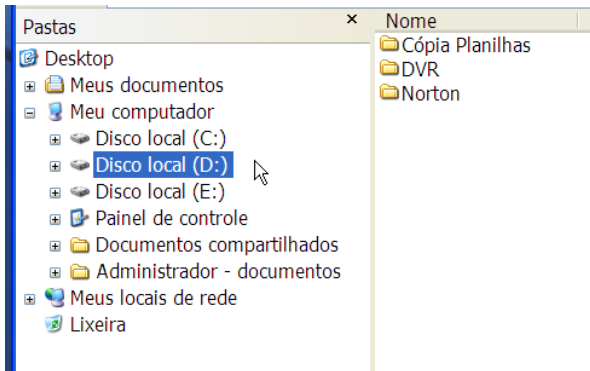 Pastas
Desktop
Meus documentos
Meu computador
Disco local (C:)
Disco local (D:)
Disco local (E:)
Painel de controle
Documentos compartilhados
Administrador - documentos
Meus locais de rede
Lixeira
Nome
Cópia Planilhas
DVR
Norton